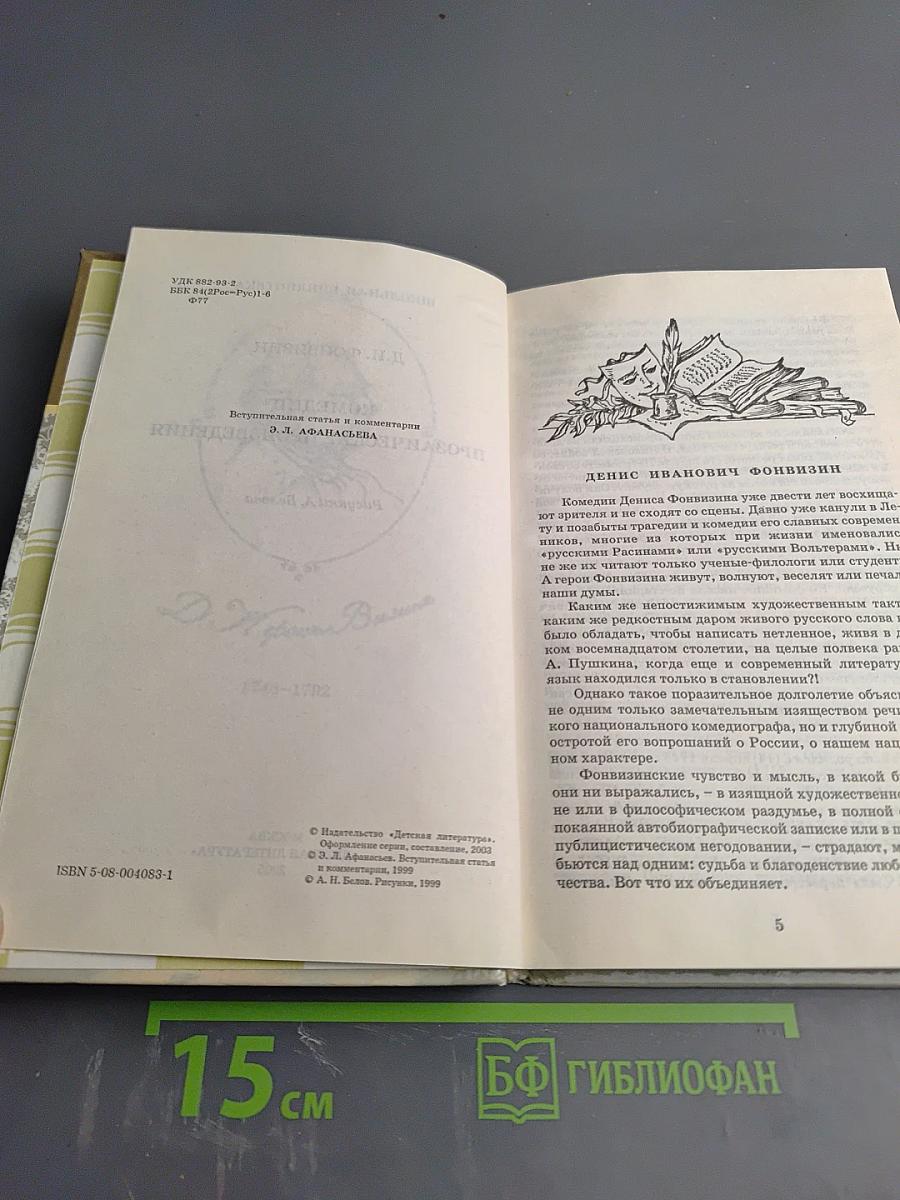 УДК 882-93-2
ББК 84(2Рос=Рус)1-6
Ф77
Вступительная статья и комментарии
Э. Л. АФАНАСЬЕВА
© Издательство «Детская литература».
Оформление серии, составление, 2003
© Э. Л. Афанасьев. Вступительная статья
и комментарии, 1999
© А. Н. Белов. Рисунки, 1999
ISBN 5-08-004083-1
ДЕНИС ИВАНОВИЧ ФОНВИЗИН
Комедии Дениса Фонвизина уже двести лет восхища-
ют зрителя и не сходят со сцены. Давно уже канули в Ле-
ту и позабыты трагедии и комедии его славных современ
ников, многие из которых при жизни именовалис
«русскими Расинами» или «русскими Вольтерами». Ны
не же их читают только ученые-филологи или студент
А герои Фонвизина живут, волнуют, веселят или печал
наши думы.
Каким же непостижимым художественным такт
каким же редкостным даром живого русского слова н
было обладать, чтобы написать нетленное, живя в д
ком восемнадцатом столетии, на целые полвека ра
А. Пушкина, когда еще и современный литерату
язык находился только в становлении?!
Однако такое поразительное долголетие объяс
не одним только замечательным изяществом речи
кого национального комедиографа, но и глубиной
остротой его вопрошаний о России, о нашем нац
ном характере.
Фонвизинские чувство и мысль, в какой б
они ни выражались, – в изящной художественно
не или в философическом раздумье, в полной
покаянной автобиографической записке или в п
публицистическом негодовании, – страдают, м
бьются над одним: судьба и благоденствие люб
чества. Вот что их объединяет.
5
15 см
БФ ГИБЛИОФАН